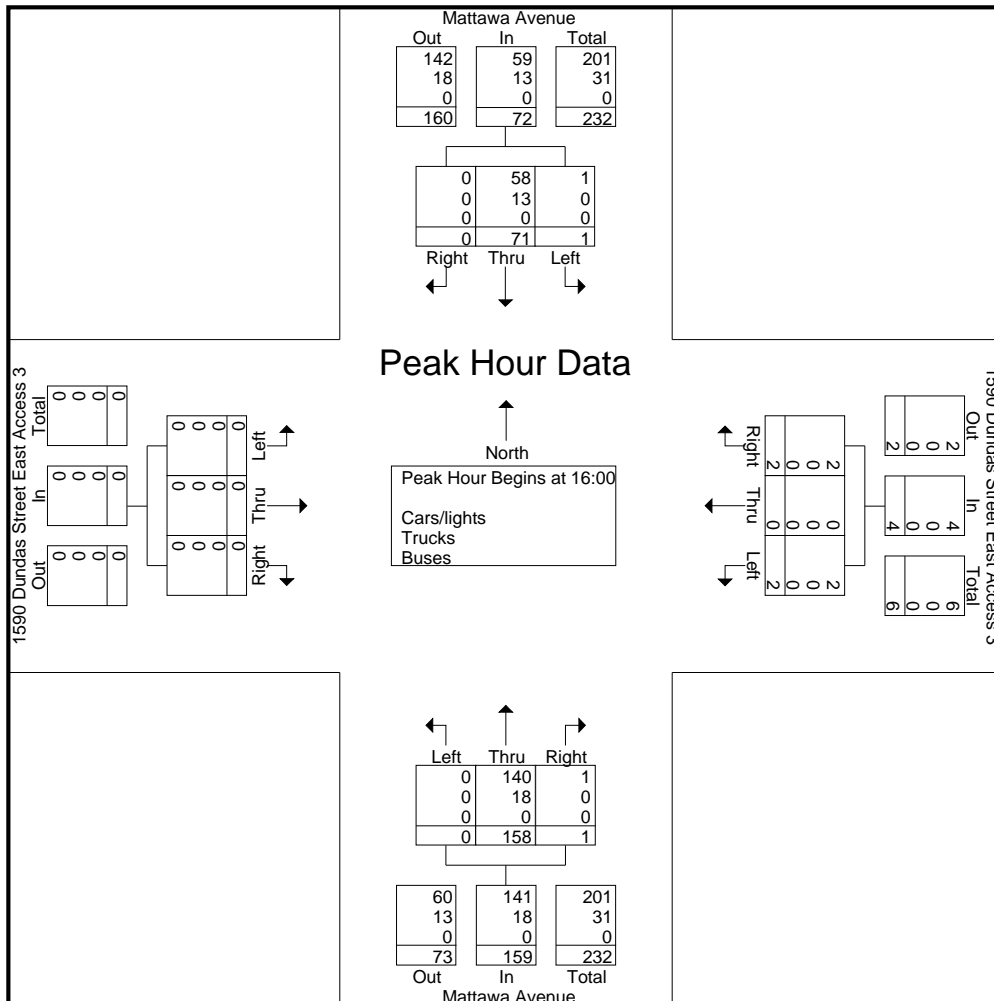 Mattawa Avenue
Out In Total
142 59 201
18 13 31
0 0 0
160 72 232
0 58 1
0 13 0
0 0 0
0 71 1
Right Thru Left
Peak Hour Data
North
Peak Hour Begins at 16:00
Cars/lights
Trucks
Buses
1590 Dundas Street East Access 3
Total
0 0 0 0
In
0 0 0 0
Out
0 0 0 0
Left
0 0 0 0
Thru
0 0 0 0
Right
0 0 0 0
Right
2 0 0 2
Thru
0 0 0 0
Left
2 0 0 2
Out
2 0 0 2
In
4 0 0 4
Total
6 0 0 6
1590 Dundas Street East Access 3
Left Thru Right
0 140 1
0 18 0
0 0 0
0 158 1
60 141 201
13 18 31
0 0 0
73 159 232
Out In Total
Mattawa Avenue